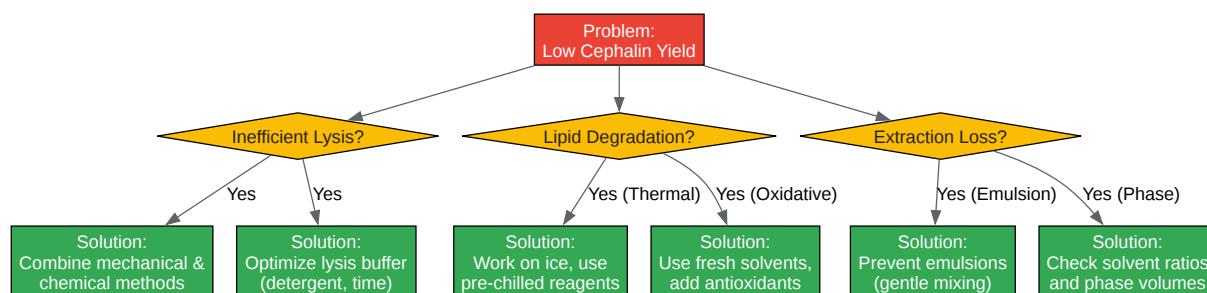 Problem:
Low Cephalin Yield
Inefficient Lysis?
Lipid Degradation?
Extraction Loss?
Yes
Yes
Yes (Thermal)
Yes (Oxidative)
Yes (Emulsion)
Yes (Phase)
Solution:
Combine mechanical &
chemical methods
Solution:
Optimize lysis buffer
(detergent, time)
Solution:
Work on ice, use
pre-chilled reagents
Solution:
Use fresh solvents,
add antioxidants
Solution:
Prevent emulsions
(gentle mixing)
Solution:
Check solvent ratios
and phase volumes